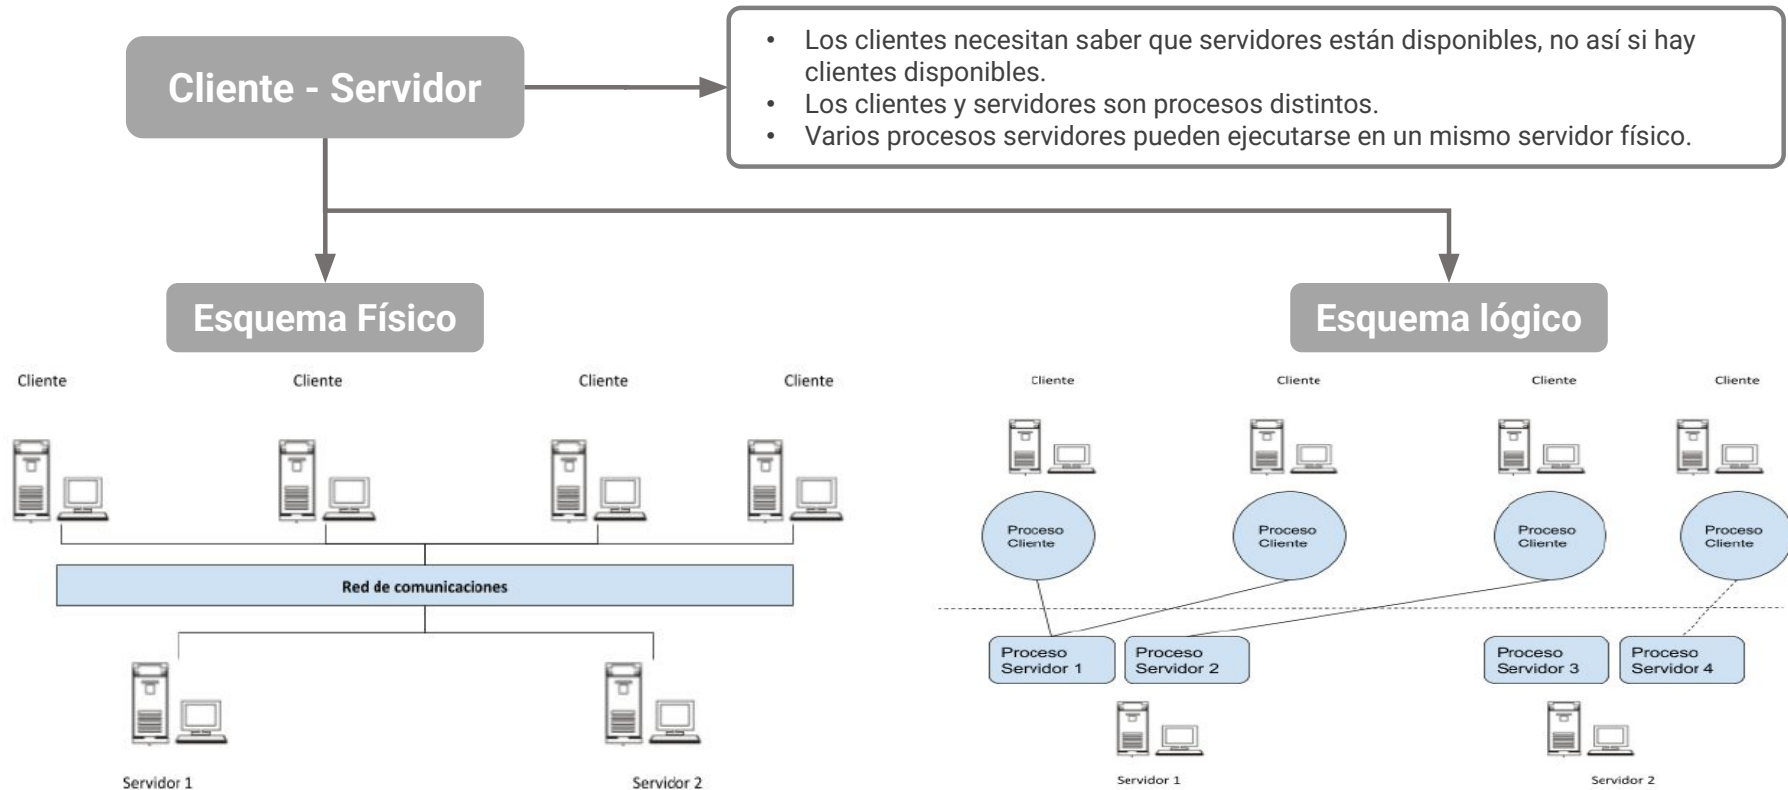 Cliente - Servidor
• Los clientes necesitan saber que servidores están disponibles, no así si hay
clientes disponibles.
• Los clientes y servidores son procesos distintos.
• Varios procesos servidores pueden ejecutarse en un mismo servidor físico.
Esquema Físico
Esquema lógico
Cliente
Cliente
Cliente
Cliente
Red de comunicaciones
Servidor 1
Servidor 2
Cliente
Cliente
Cliente
Cliente
Proceso
Cliente
Proceso
Cliente
Proceso
Cliente
Proceso
Cliente
Proceso
Servidor 1
Proceso
Servidor 2
Proceso
Servidor 3
Proceso
Servidor 4
Servidor 1
Servidor 2